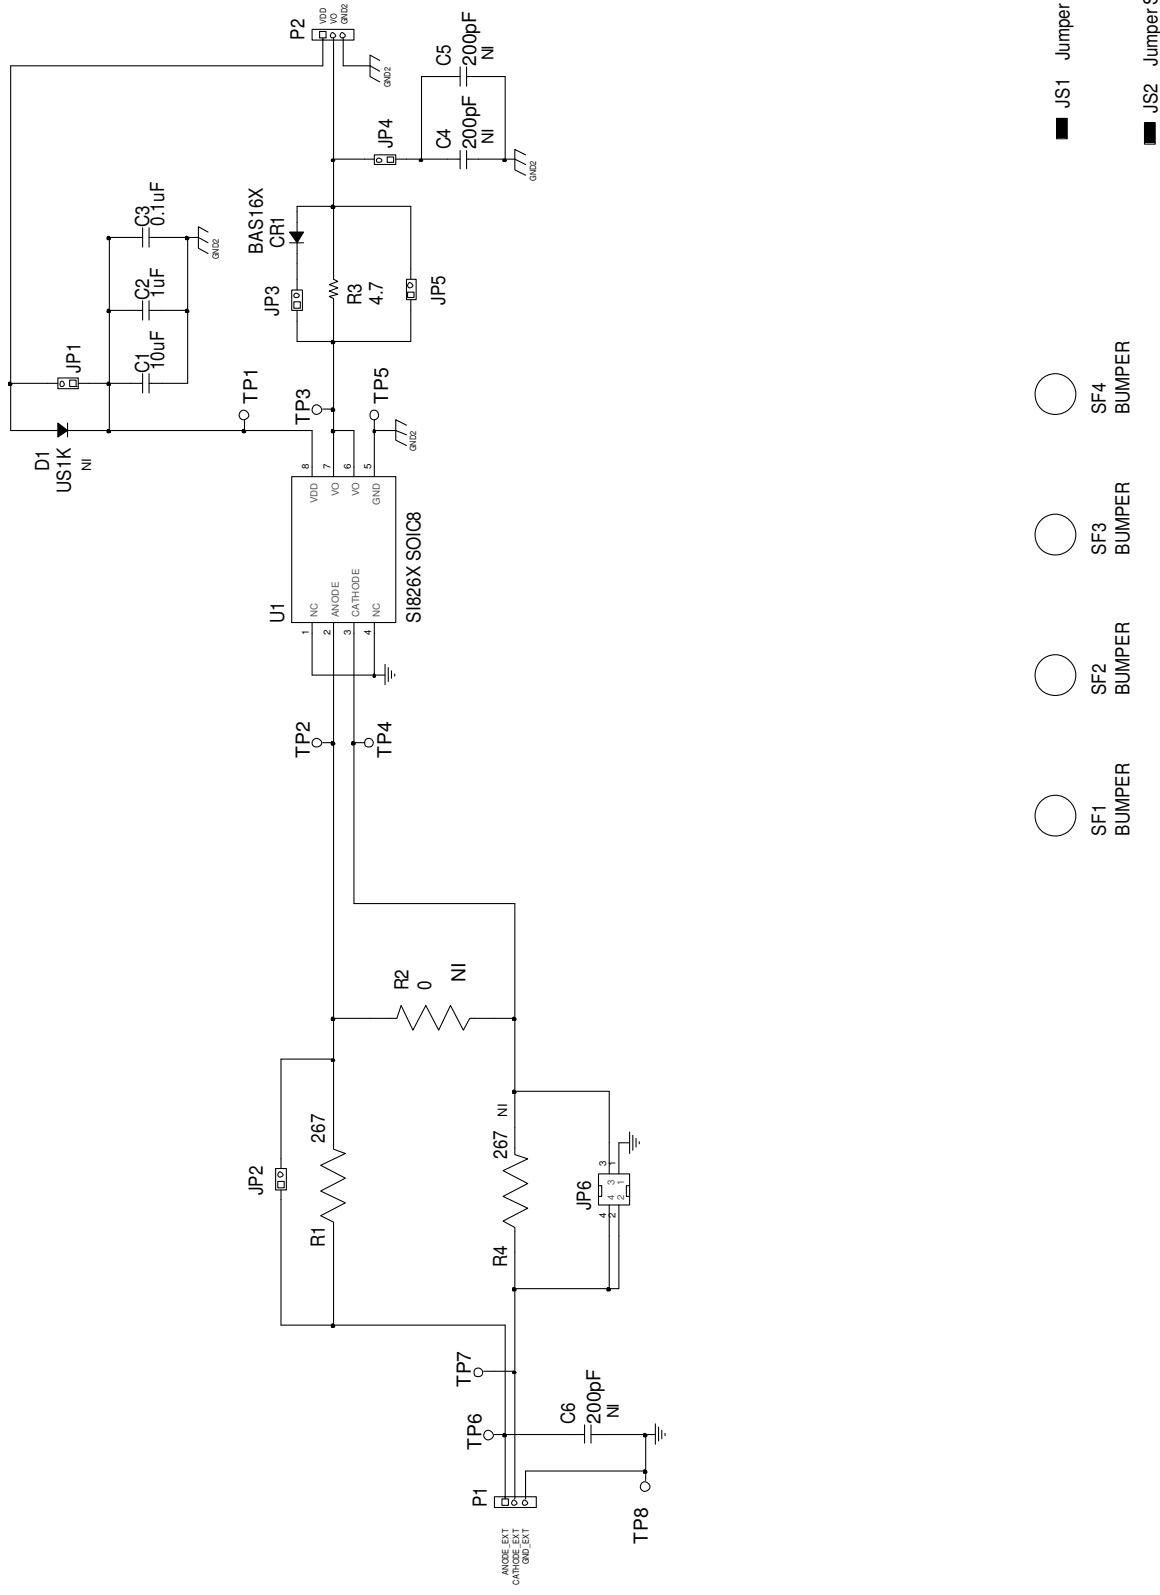 P2
VDD
VO
GND2
GND2
D1
US1K
NI
JP1
C1
10uF
C2
1uF
C3
0.1uF
GND2
TP1
TP3
TP5
GND2
BAS16X
CR1
JP3
R3
4.7
JP5
JP4
C4
200pF
NI
C5
200pF
NI
GND2
U1
1
2
3
4
NC
ANODE
CATHODE
NC
8
7
6
5
VDD
VO
VO
GND
SI826X SOIC8
TP2
TP4
R2
0
NI
JP2
R1
267
R4
267
NI
JP6
4
2
4 3
2 1
3
1
TP7
TP6
C6
200pF
NI
P1
ANODE_EXT
CATHODE_EXT
GND_EXT
TP8
SF1
BUMPER
SF2
BUMPER
SF3
BUMPER
SF4
BUMPER
JS1 Jumper
JS2 Jumper S